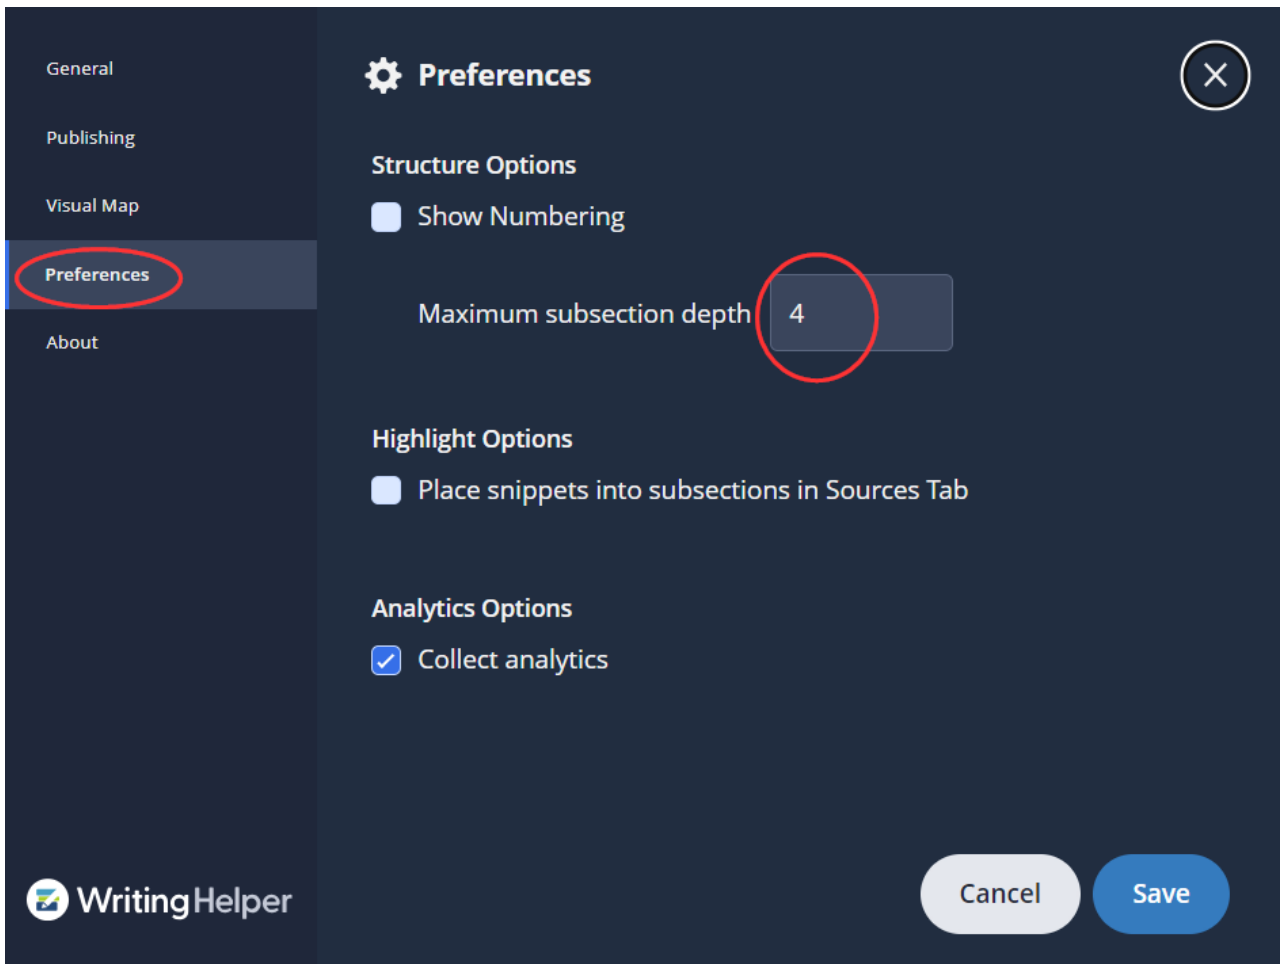 General
Publishing
Visual Map
Preferences
About
Preferences
Structure Options
Show Numbering
Maximum subsection depth 4
Highlight Options
Place snippets into subsections in Sources Tab
Analytics Options
Collect analytics
WritingHelper
Cancel
Save